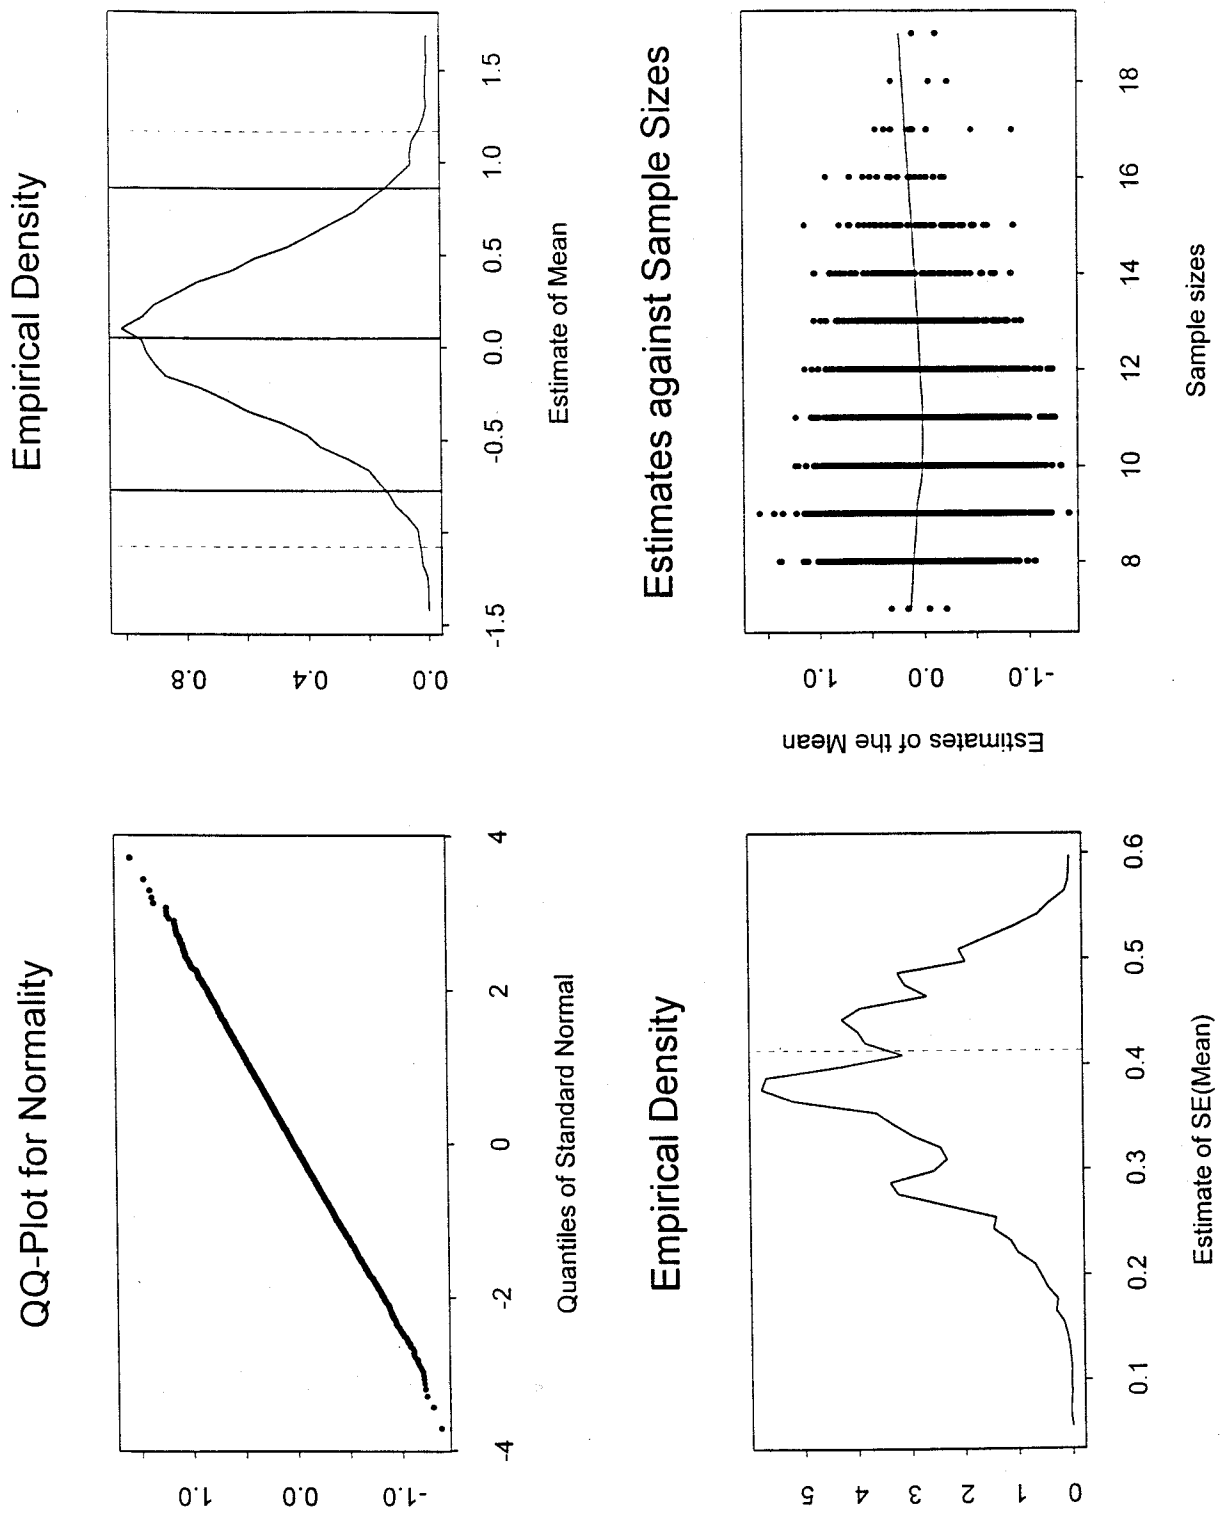 QQ-Plot for Normality
1.0
0.0
-1.0
-4 -2 0 2 4
Quantiles of Standard Normal
Empirical Density
0.8
0.4
0.0
-1.5 -0.5 0.0 0.5 1.0 1.5
Estimate of Mean
Empirical Density
5
4
3
2
1
0
0.1 0.2 0.3 0.4 0.5 0.6
Estimate of SE(Mean)
Estimates against Sample Sizes
Estimates of the Mean
1.0
0.0
-1.0
8 10 12 14 16 18
Sample sizes